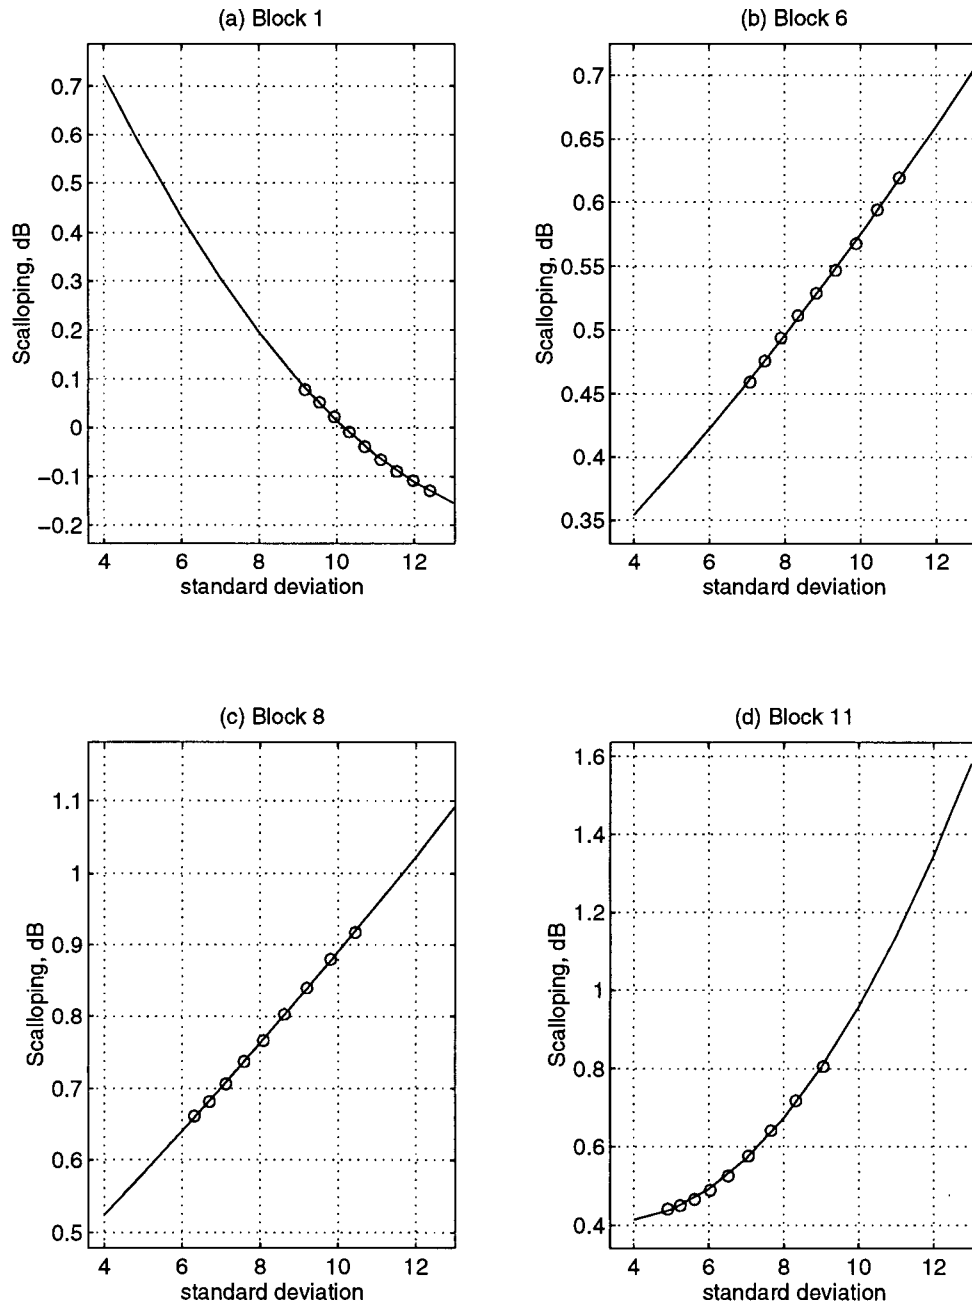 (a) Block 1
0.7
0.6
0.5
0.4
0.3
0.2
0.1
0
−0.1
−0.2
Scalloping, dB
4 6 8 10 12
standard deviation
(b) Block 6
0.7
0.65
0.6
0.55
0.5
0.45
0.4
0.35
Scalloping, dB
4 6 8 10 12
standard deviation
(c) Block 8
1.1
1
0.9
0.8
0.7
0.6
0.5
Scalloping, dB
4 6 8 10 12
standard deviation
(d) Block 11
1.6
1.4
1.2
1
0.8
0.6
0.4
Scalloping, dB
4 6 8 10 12
standard deviation